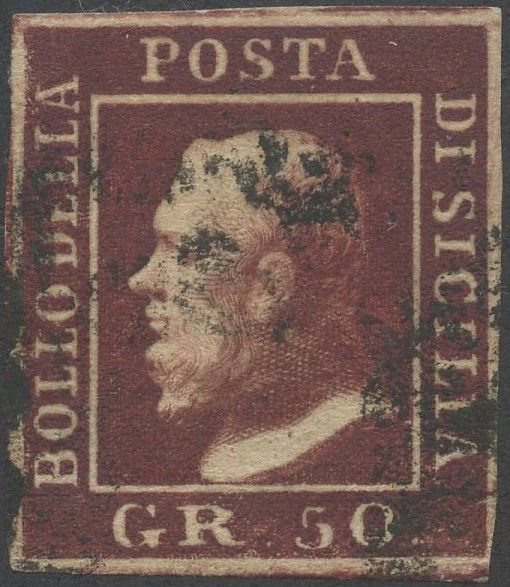 BOLLO DELLA
POSTA
DI SICILIA
GR. 50